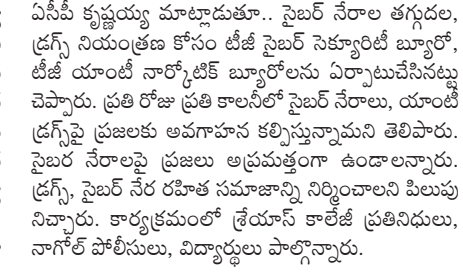 ఏసీపీ కృష్ణయ్య మాట్లాడుతూ.. సైబర్ నేరాల తగ్గుదల,
డ్రగ్స్ నియంత్రణ కోసం టీజీ సైబర్ సెక్యూరిటీ బ్యూరో,
టీజీ యాంటీ నార్కోటిక్ బ్యూరోలను ఏర్పాటుచేసినట్టు
చెప్పారు. ప్రతి రోజు ప్రతి కాలనీలో సైబర్ నేరాలు, యాంటీ
డ్రగ్స్‌పై ప్రజలకు అవగాహన కల్పిస్తున్నామని తెలిపారు.
సైబర నేరాలపై ప్రజలు అప్రమత్తంగా ఉండాలన్నారు.
డ్రగ్స్, సైబర్ నేర రహిత సమాజాన్ని నిర్మించాలని పిలుపు
నిచ్చారు. కార్యక్రమంలో శ్రేయాస్ కాలేజీ ప్రతినిధులు,
నాగోల్ పోలీసులు, విద్యార్థులు పాల్గొన్నారు.